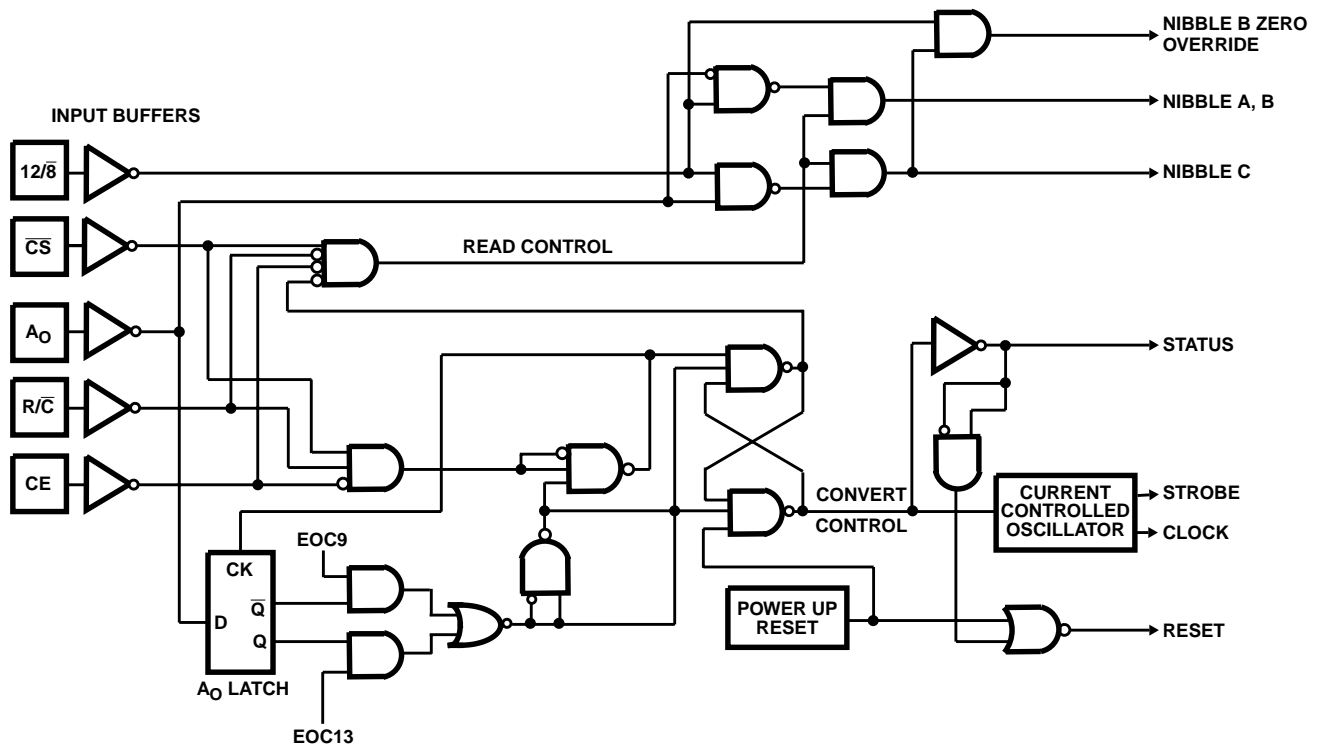 NIBBLE B ZERO
OVERRIDE
NIBBLE A, B
INPUT BUFFERS
12/8̅
NIBBLE C
C̅S̅
READ CONTROL
AO
STATUS
R/C̅
CE
CONVERT
CONTROL
CURRENT
CONTROLLED
OSCILLATOR
STROBE
CLOCK
EOC9
CK
Q̅
D
Q
POWER UP
RESET
RESET
AO LATCH
EOC13